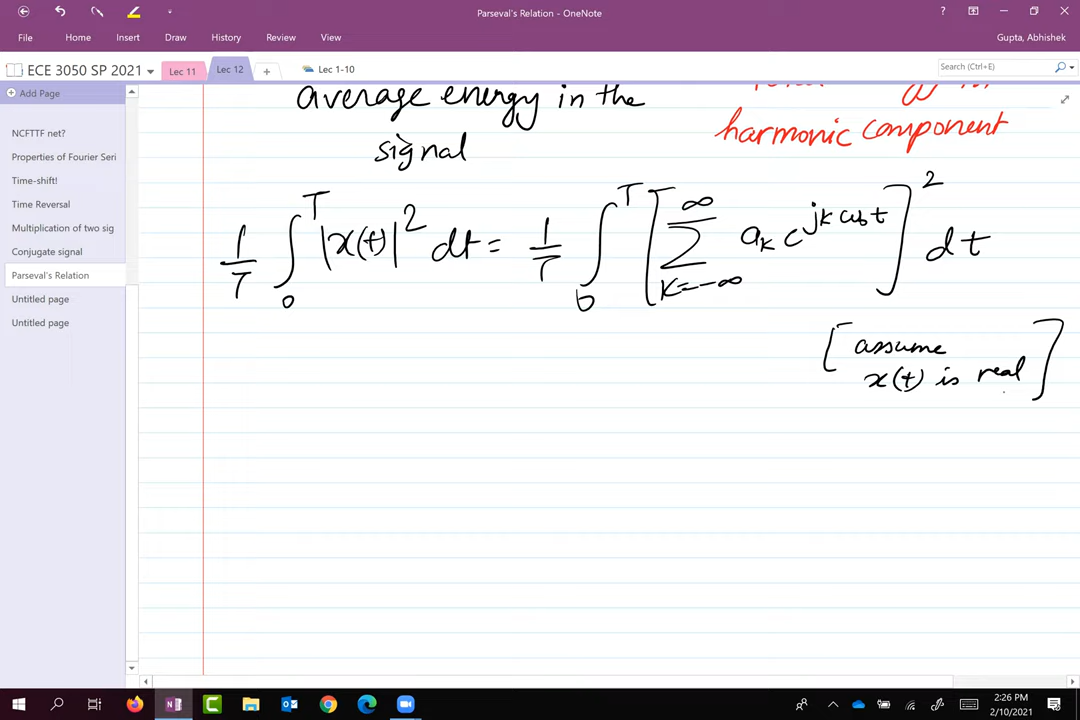 Parseval's Relation - OneNote
File Home Insert Draw History Review View
Gupta, Abhishek
ECE 3050 SP 2021
Lec 11
Lec 12
Lec 1-10
Search (Ctrl+E)
Add Page
NCFTTF net?
Properties of Fourier Seri
Time-shift!
Time Reversal
Multiplication of two sig
Conjugate signal
Parseval's Relation
Untitled page
Untitled page
average energy in the
signal
harmonic component
1/T ∫₀ᵀ |x(t)|² dt = 1/T ∫₀ᵀ [ ∑_{k=-∞}^{∞} a_k e^{jkω₀t} ]² dt
[assume
x(t) is real]
2:26 PM
2/10/2021